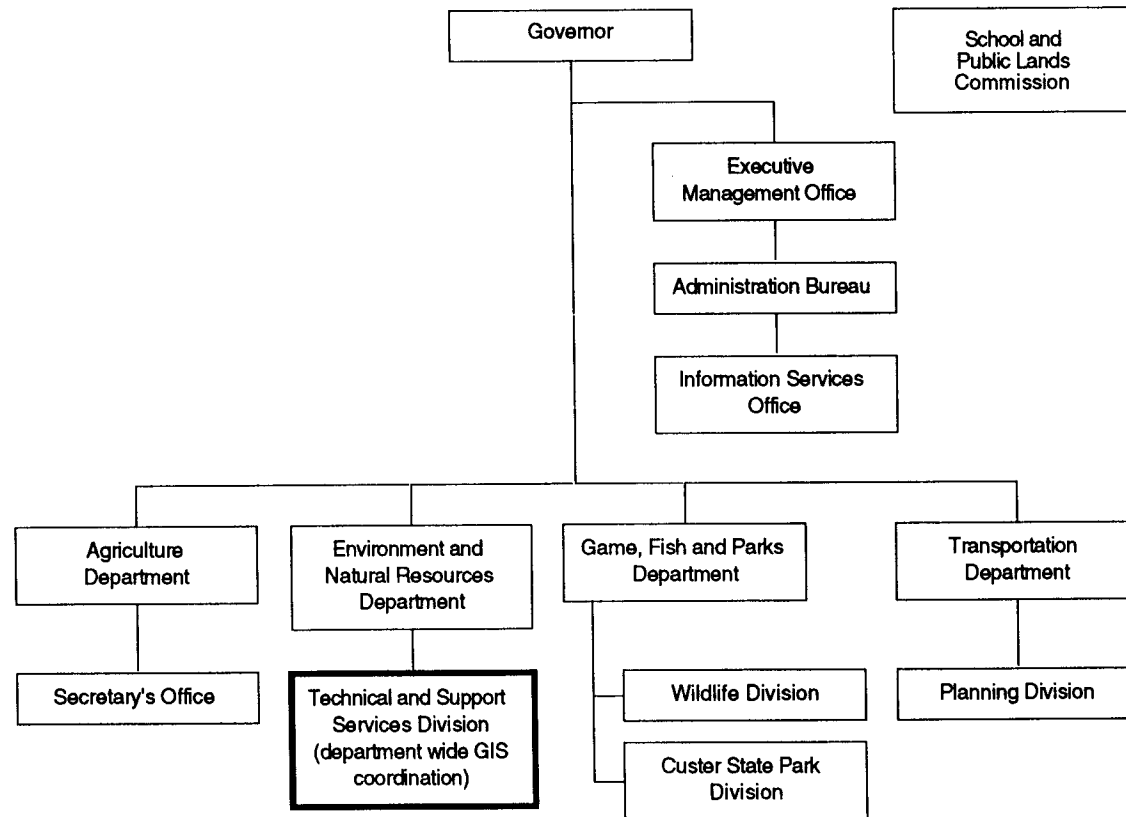 Governor
School and
Public Lands
Commission
Executive
Management Office
Administration Bureau
Information Services
Office
Agriculture
Department
Environment and
Natural Resources
Department
Game, Fish and Parks
Department
Transportation
Department
Secretary's Office
Technical and Support
Services Division
(department wide GIS
coordination)
Wildlife Division
Custer State Park
Division
Planning Division